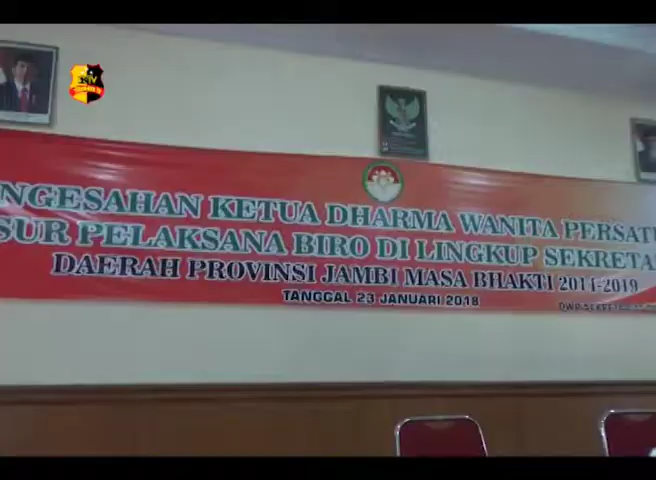 NGESAHAN KETUA DHARMA WANITA PERSATU
SUR PELAKSANA BIRO DI LINGKUP SEKRETA
DAERAH PROVINSI JAMBI MASA BHAKTI 2014-2019
TANGGAL 23 JANUARI 2018